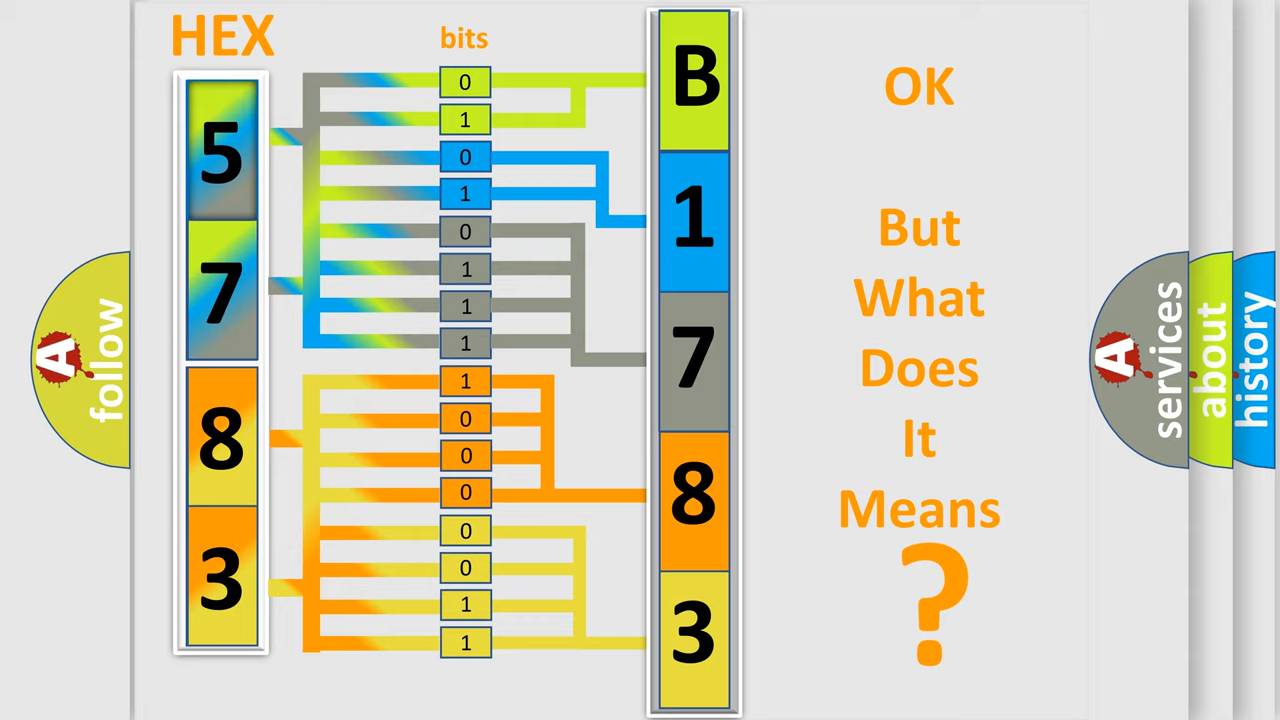 HEX
bits
5
7
8
3
0
1
0
1
0
1
1
1
1
0
0
0
0
0
1
1
B
1
7
8
3
OK
But
What
Does
It
Means
?
A
follow
A
services
about
history